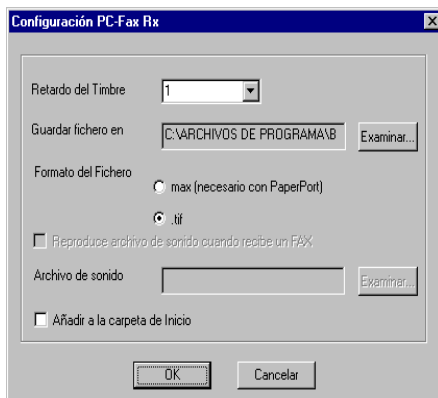 Configuración PC-Fax Rx
Retardo del Timbre 1
Guardar fichero en C:\ARCHIVOS DE PROGRAMA\B Examinar...
Formato del Fichero
max (necesario con PaperPort)
.tif
Reproduce archivo de sonido cuando recibe un FAX
Archivo de sonido Examinar...
Añadir a la carpeta de Inicio
OK Cancelar